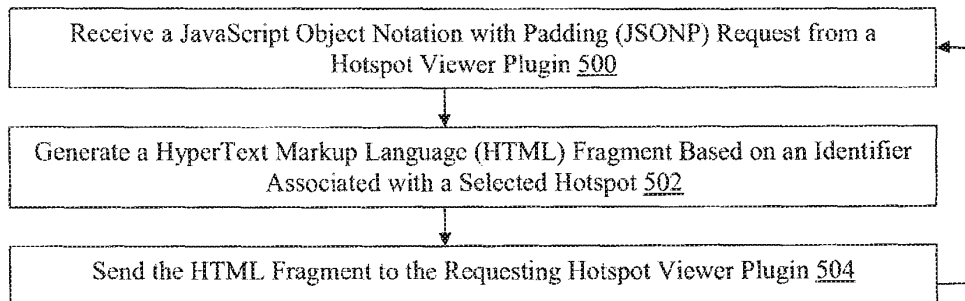 Receive a JavaScript Object Notation with Padding (JSONP) Request from a
Hotspot Viewer Plugin 500
Generate a HyperText Markup Language (HTML) Fragment Based on an Identifier
Associated with a Selected Hotspot 502
Send the HTML Fragment to the Requesting Hotspot Viewer Plugin 504